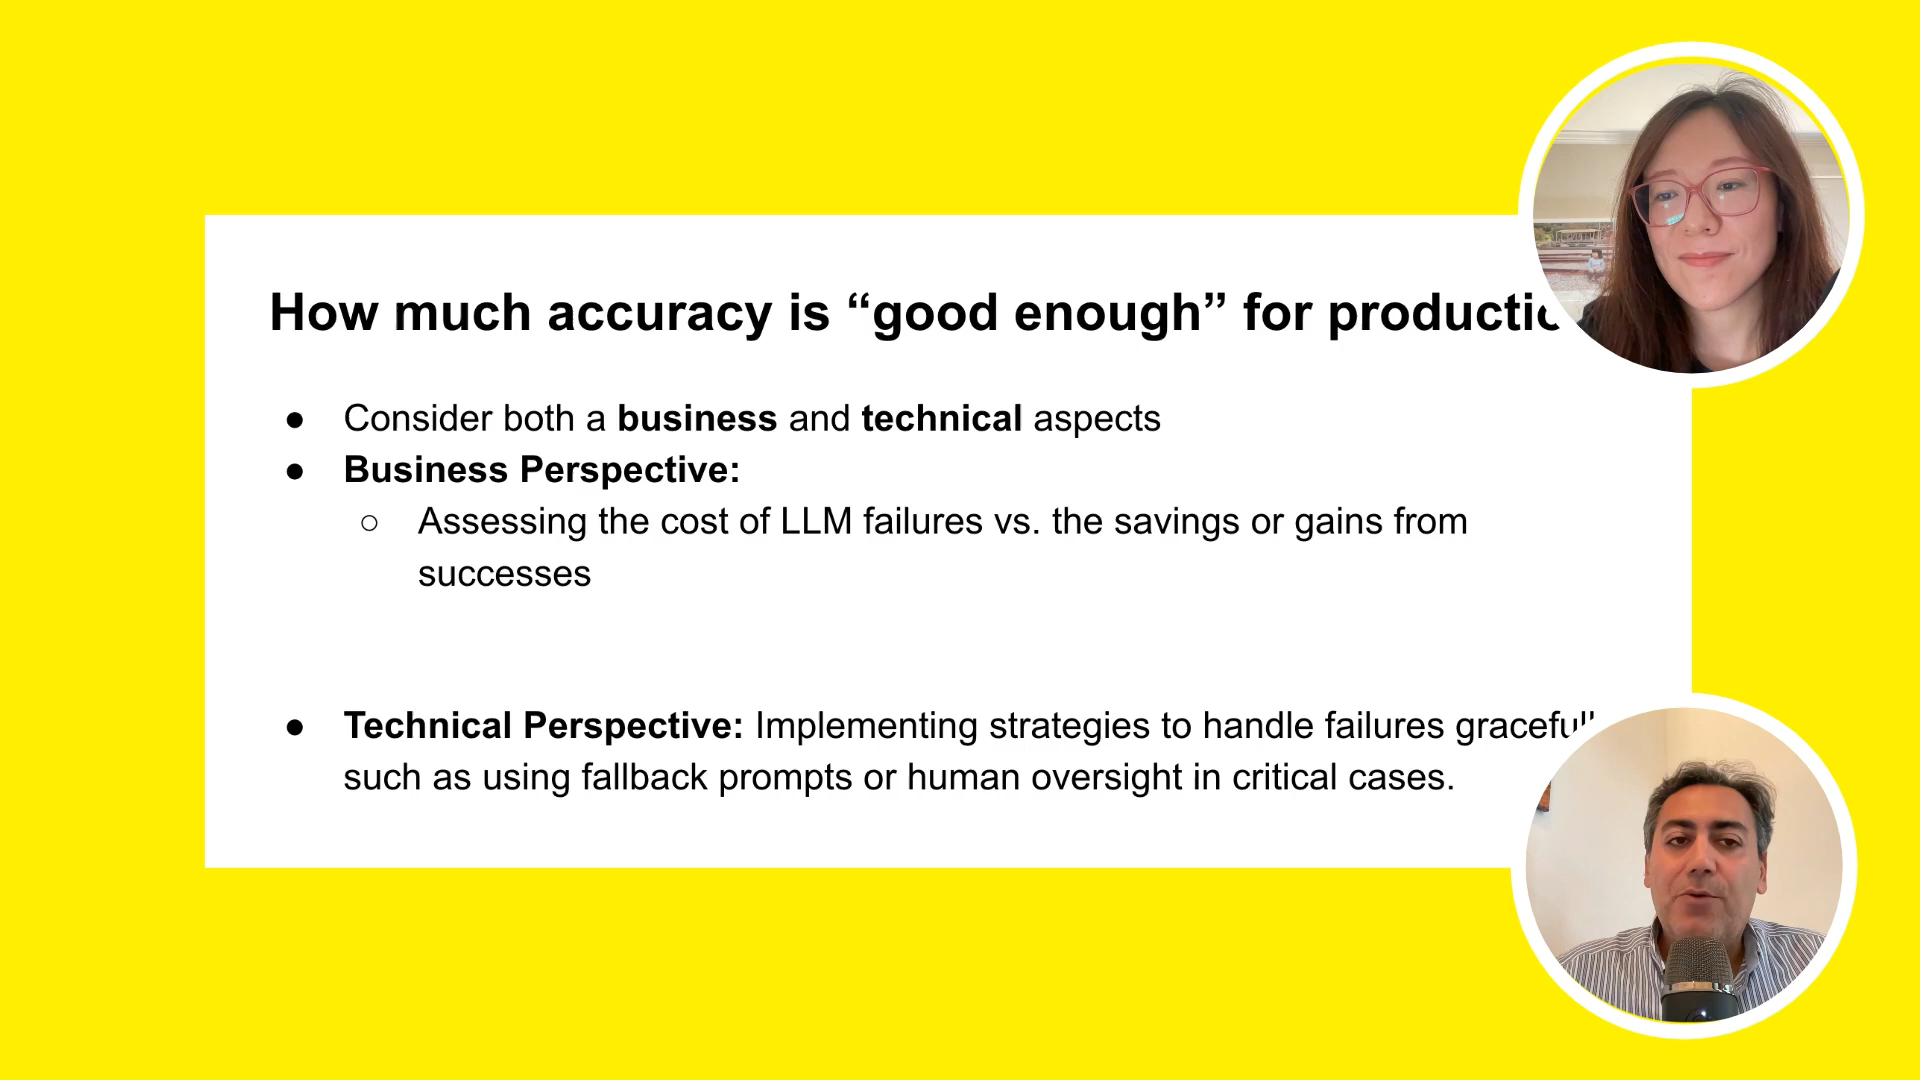 How much accuracy is “good enough” for
● Consider both a business and technical aspects
● Business Perspective:
○ Assessing the cost of LLM failures vs. the savings or gains from
successes
● Technical Perspective: Implementing strategies to handle failures
such as using fallback prompts or human oversight in critical cases.